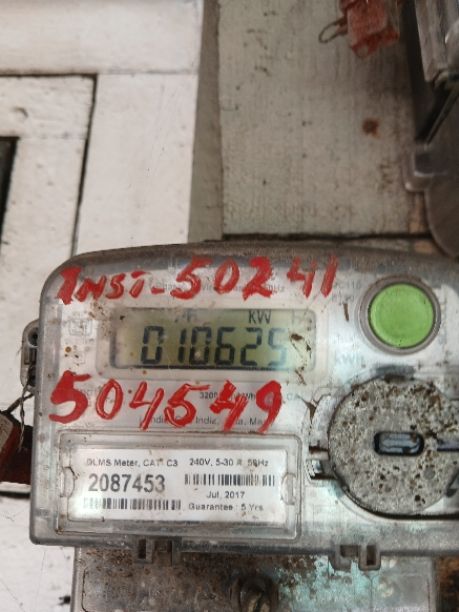 INST-50241
KW
010625
504549
DLMS Meter, CAT C3 240V, 5-30 A, 50Hz
2087453
Jul, 2017
Guarantee : 5 Yrs